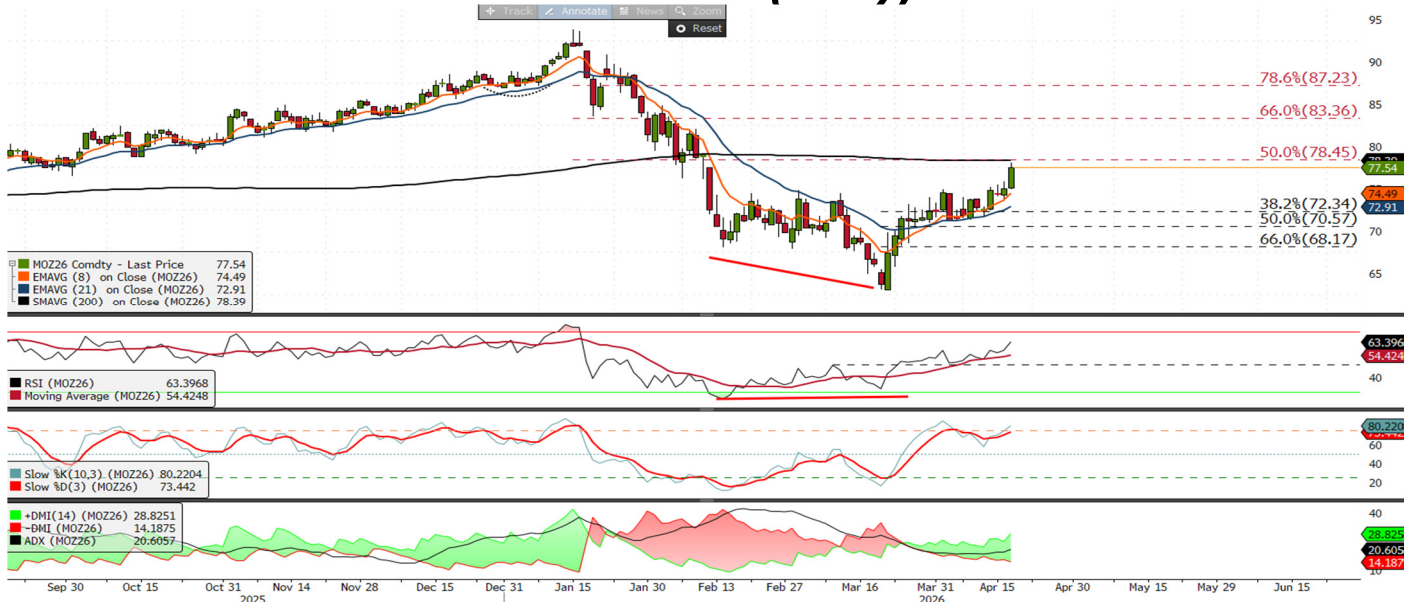 Track Annotate News Zoom
Reset
95
90
85
80
70
65
78.6%(87.23)
66.0%(83.36)
50.0%(78.45)
38.2%(72.34)
50.0%(70.57)
66.0%(68.17)
77.54
74.49
72.91
MOZ26 Comdty - Last Price 77.54
EMAVG (8) on Close (MOZ26) 74.49
EMAVG (21) on Close (MOZ26) 72.91
SMAVG (200) on Close (MOZ26) 78.39
63.396
54.424
40
RSI (MOZ26) 63.3968
Moving Average (MOZ26) 54.4248
80.220
60
40
20
Slow %K(10,3) (MOZ26) 80.2204
Slow %D(3) (MOZ26) 73.442
40
28.825
20.605
14.187
+DMI(14) (MOZ26) 28.8251
-DMI (MOZ26) 14.1875
ADX (MOZ26) 20.6057
Sep 30 Oct 15 Oct 31 Nov 14 Nov 28 Dec 15 Dec 31 Jan 15 Jan 30 Feb 13 Feb 27 Mar 16 Mar 31 Apr 15 Apr 30 May 15 May 29 Jun 15
2025 2026